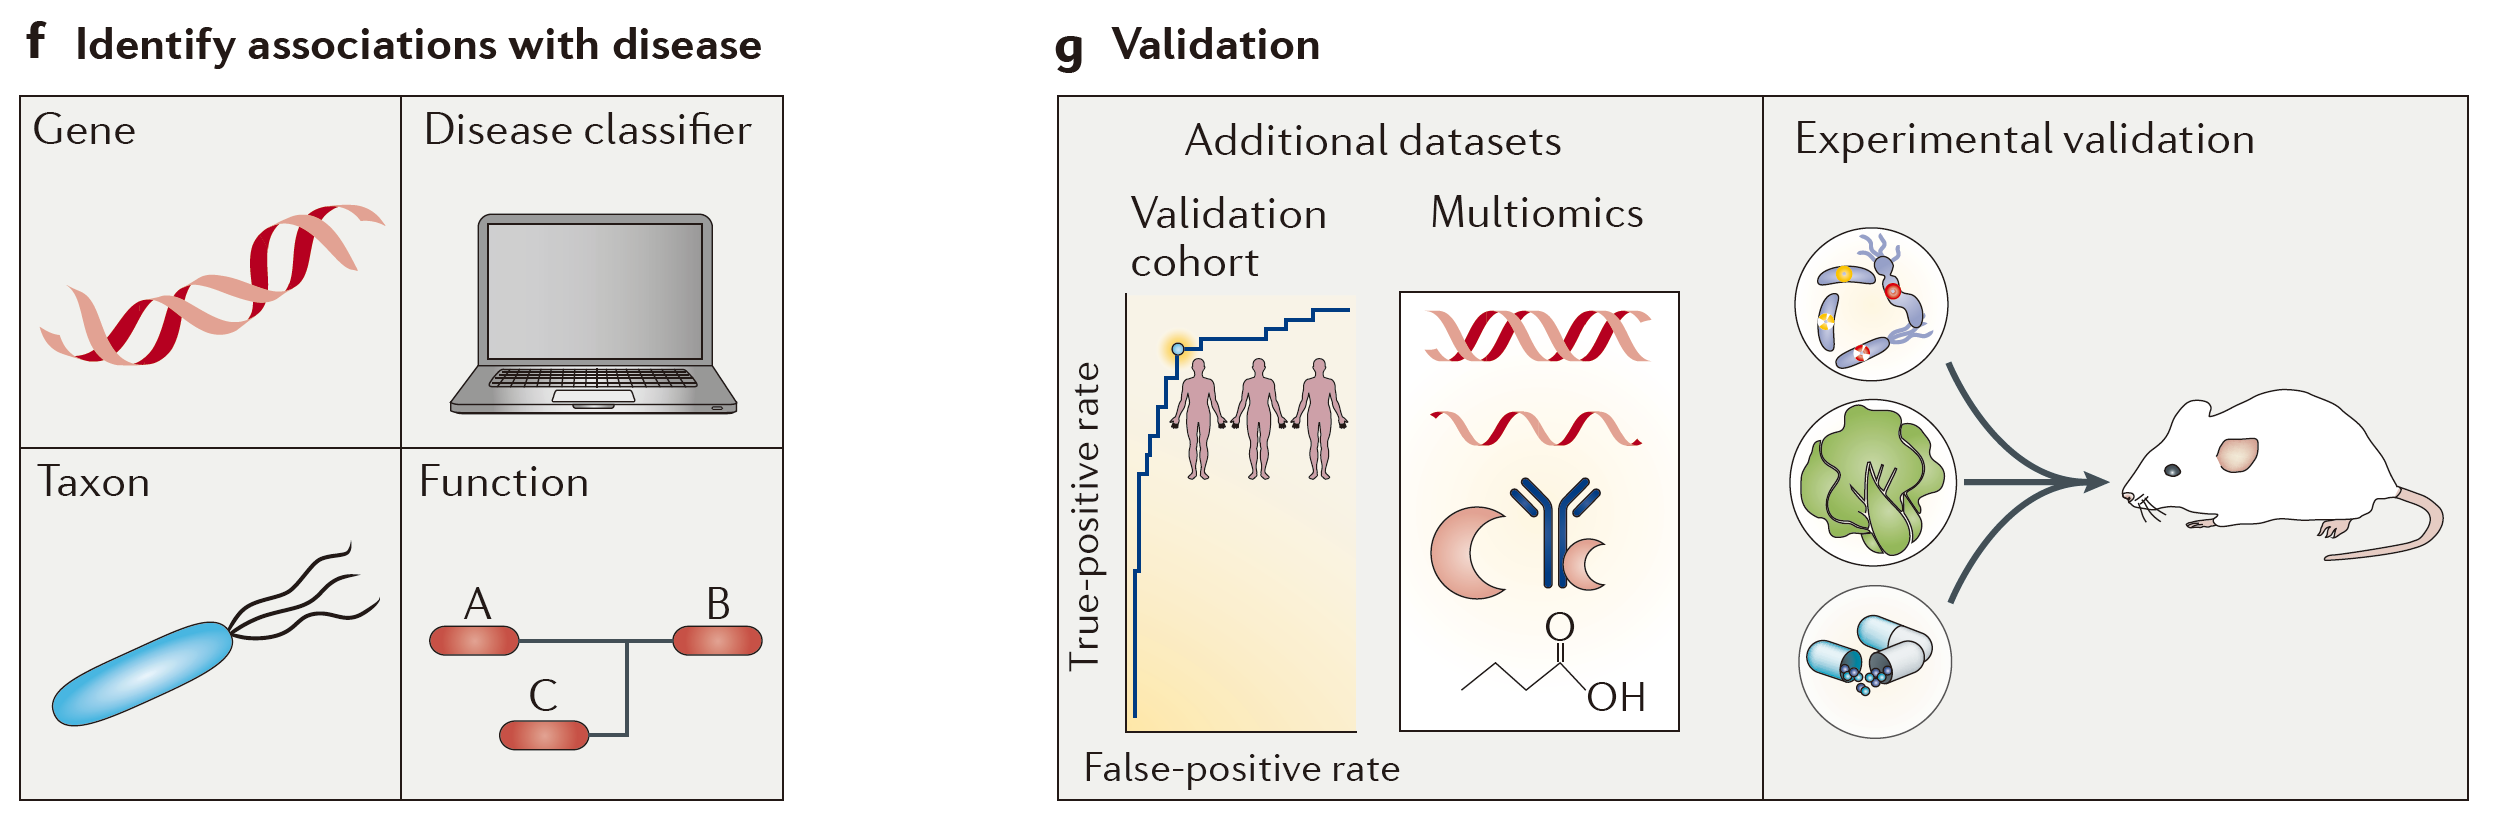 f Identify associations with disease
Gene
Disease classifier
Taxon
Function
A
B
C
g Validation
Additional datasets
Validation
cohort
Multiomics
True-positive rate
False-positive rate
O
OH
Experimental validation